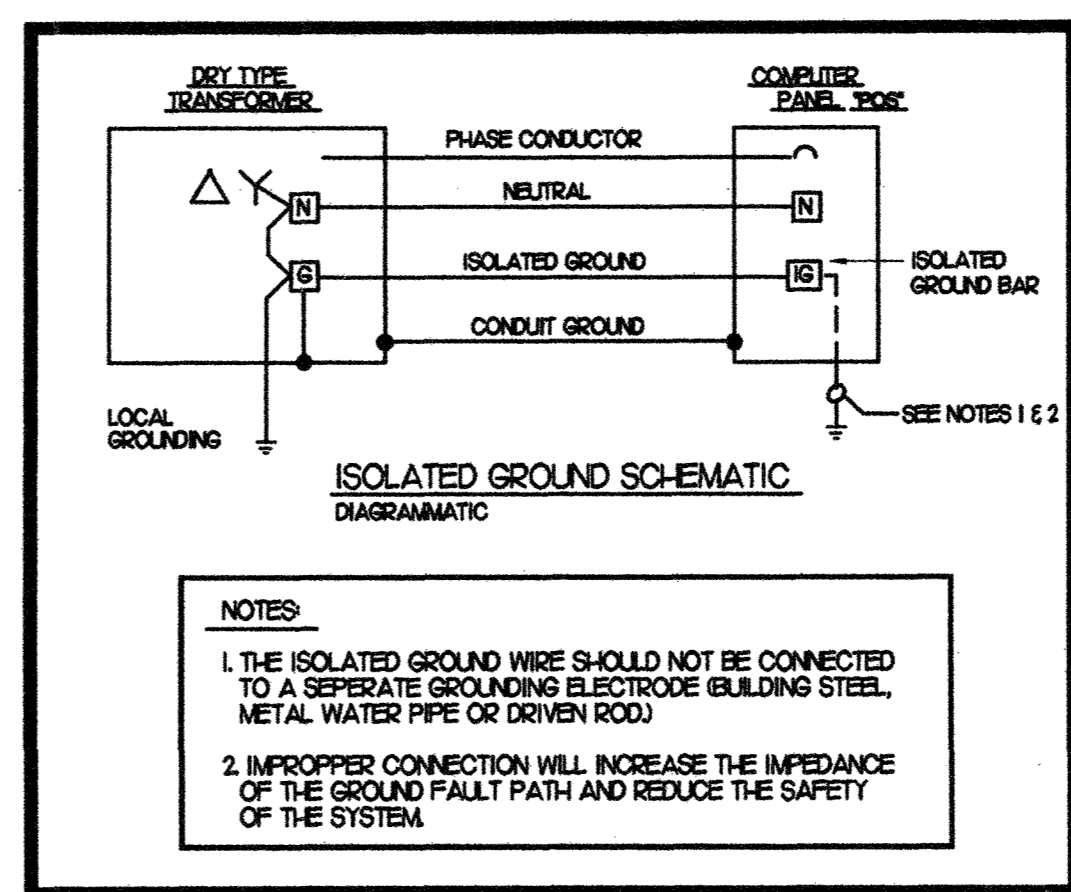 DRY TYPE
TRANSFORMER
COMPUTER
PANEL "POS"
PHASE CONDUCTOR
NEUTRAL
N
N
ISOLATED GROUND
G
IG
ISOLATED
GROUND BAR
CONDUIT GROUND
LOCAL
GROUNDING
SEE NOTES 1 & 2
ISOLATED GROUND SCHEMATIC
DIAGRAMMATIC
NOTES:
1. THE ISOLATED GROUND WIRE SHOULD NOT BE CONNECTED
TO A SEPERATE GROUNDING ELECTRODE (BUILDING STEEL,
METAL WATER PIPE OR DRIVEN ROD.)
2. IMPROPPER CONNECTION WILL INCREASE THE IMPEDANCE
OF THE GROUND FAULT PATH AND REDUCE THE SAFETY
OF THE SYSTEM.